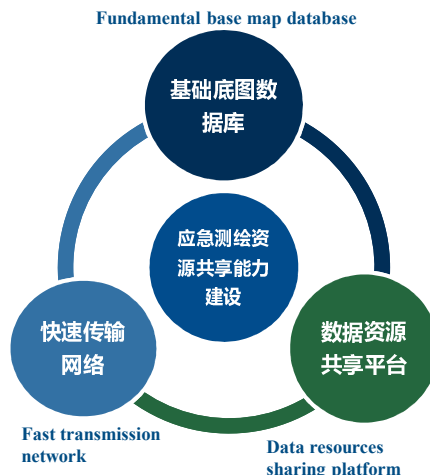 Fundamental base map database
基础底图数
据库
应急测绘资
源共享能力
建设
快速传输
网络
数据资源
共享平台
Fast transmission
network
Data resources
sharing platform